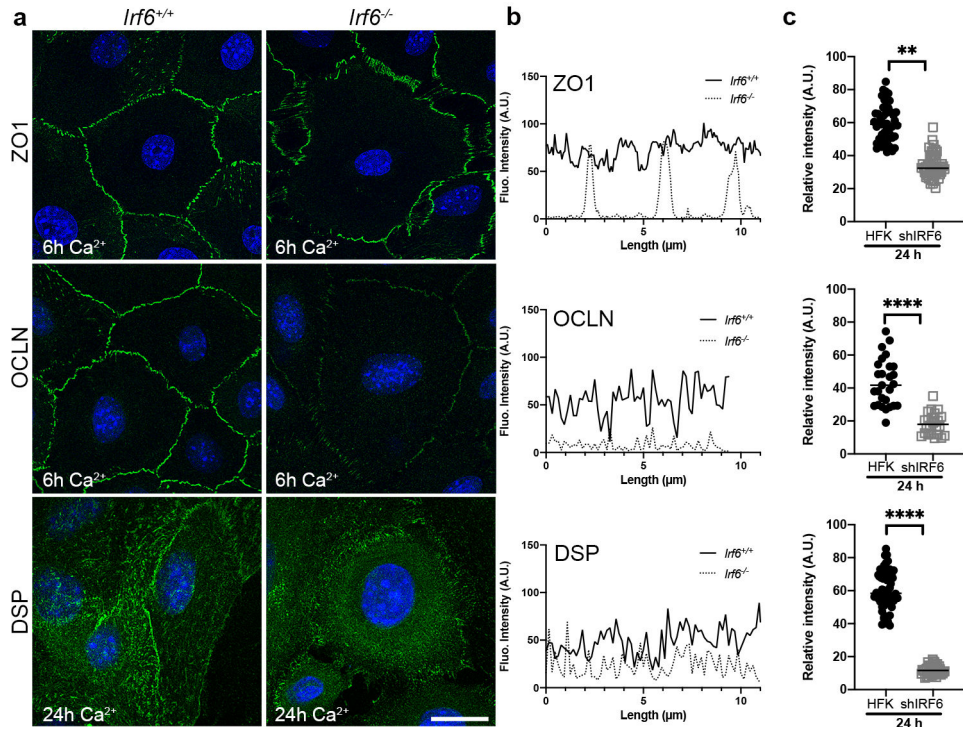 a
Irf6+/+
Irf6-/-
b
c
ZO1
6h Ca2+
6h Ca2+
ZO1
Irf6+/+
Irf6-/-
Fluo. Intensity (A.U.)
150
100
50
0
0
5
10
Length (µm)
**
Relative intensity (A.U.)
100
80
60
40
20
0
HFK shIRF6
24 h
OCLN
6h Ca2+
6h Ca2+
OCLN
Irf6+/+
Irf6-/-
Fluo. Intensity (A.U.)
150
100
50
0
0
5
10
Length (µm)
****
Relative intensity (A.U.)
100
80
60
40
20
0
HFK shIRF6
24 h
DSP
24h Ca2+
24h Ca2+
DSP
Irf6+/+
Irf6-/-
Fluo. Intensity (A.U.)
150
100
50
0
0
5
10
Length (µm)
****
Relative intensity (A.U.)
100
80
60
40
20
0
HFK shIRF6
24 h